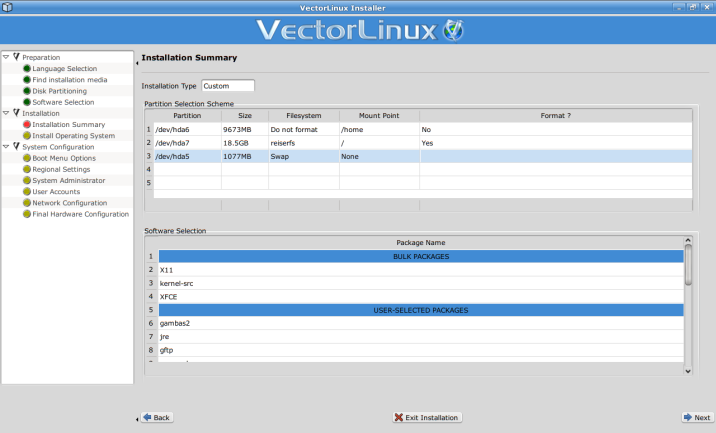 VectorLinux Installer
VectorLinux
Preparation
Language Selection
Find installation media
Disk Partitioning
Software Selection
Installation
Installation Summary
Install Operating System
System Configuration
Boot Menu Options
Regional Settings
System Administrator
User Accounts
Network Configuration
Final Hardware Configuration
Installation Summary
Installation Type Custom
Partition Selection Scheme
Partition Size Filesystem Mount Point Format ?
1 /dev/hda6 9673MB Do not format /home No
2 /dev/hda7 18.5GB reiserfs / Yes
3 /dev/hda5 1077MB Swap None
4
5
Software Selection
Package Name
1 BULK PACKAGES
2 X11
3 kernel-src
4 XFCE
5 USER-SELECTED PACKAGES
6 gambas2
7 jre
8 gftp
Back Exit Installation Next